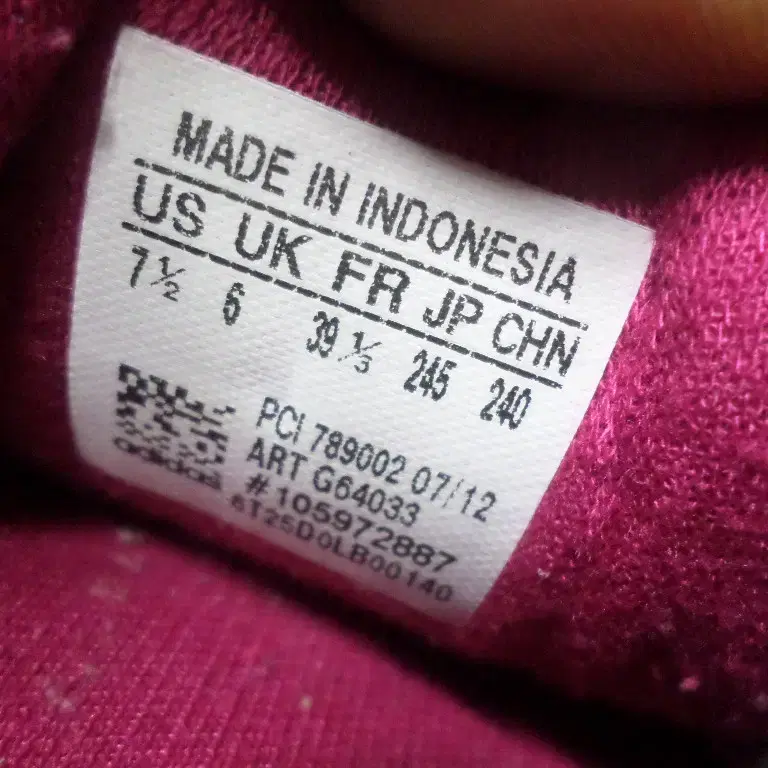 MADE IN INDONESIA
US UK FR JP CHN
7½ 6 39⅓ 245 240
PCI 789002 07/12
ART G64033
#105972887
6T25D0LB00140
adidas